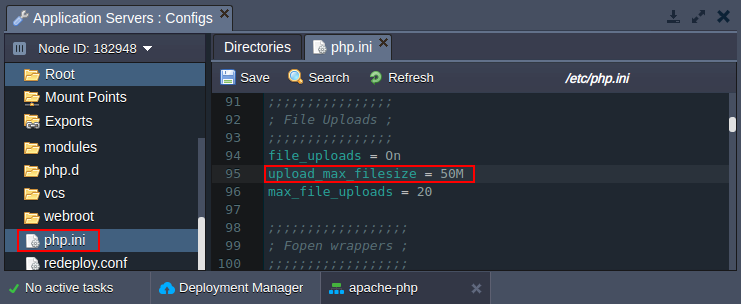 Application Servers : Configs
Node ID: 182948
Root
Mount Points
Exports
modules
php.d
vcs
webroot
php.ini
redeploy.conf
Directories
php.ini
Save Search Refresh /etc/php.ini
91 ;;;;;;;;;;;;;;;;
92 ; File Uploads ;
93 ;;;;;;;;;;;;;;;;
94 file_uploads = On
95 upload_max_filesize = 50M
96 max_file_uploads = 20
97
98 ;;;;;;;;;;;;;;;;;;
99 ; Fopen wrappers ;
100 ;;;;;;;;;;;;;;;;;;
No active tasks Deployment Manager apache-php